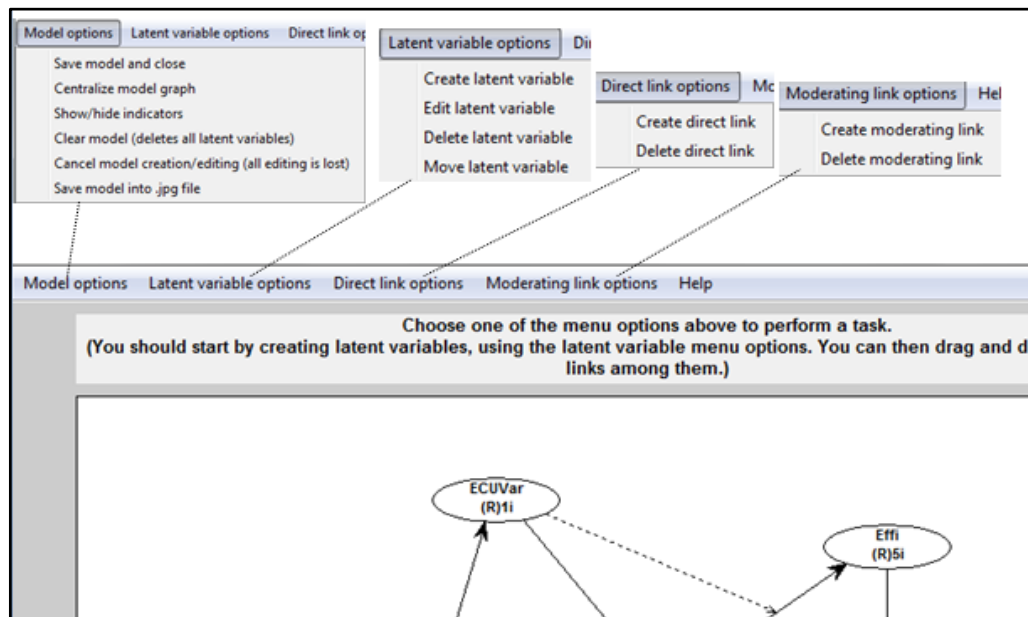 Model options Latent variable options Direct link op
Save model and close
Centralize model graph
Show/hide indicators
Clear model (deletes all latent variables)
Cancel model creation/editing (all editing is lost)
Save model into .jpg file
Latent variable options Di
Create latent variable
Edit latent variable
Delete latent variable
Move latent variable
Direct link options Mo
Create direct link
Delete direct link
Moderating link options Hel
Create moderating link
Delete moderating link
Model options Latent variable options Direct link options Moderating link options Help
Choose one of the menu options above to perform a task.
(You should start by creating latent variables, using the latent variable menu options. You can then drag and d
links among them.)
ECUVar
(R)1i
Effi
(R)5i